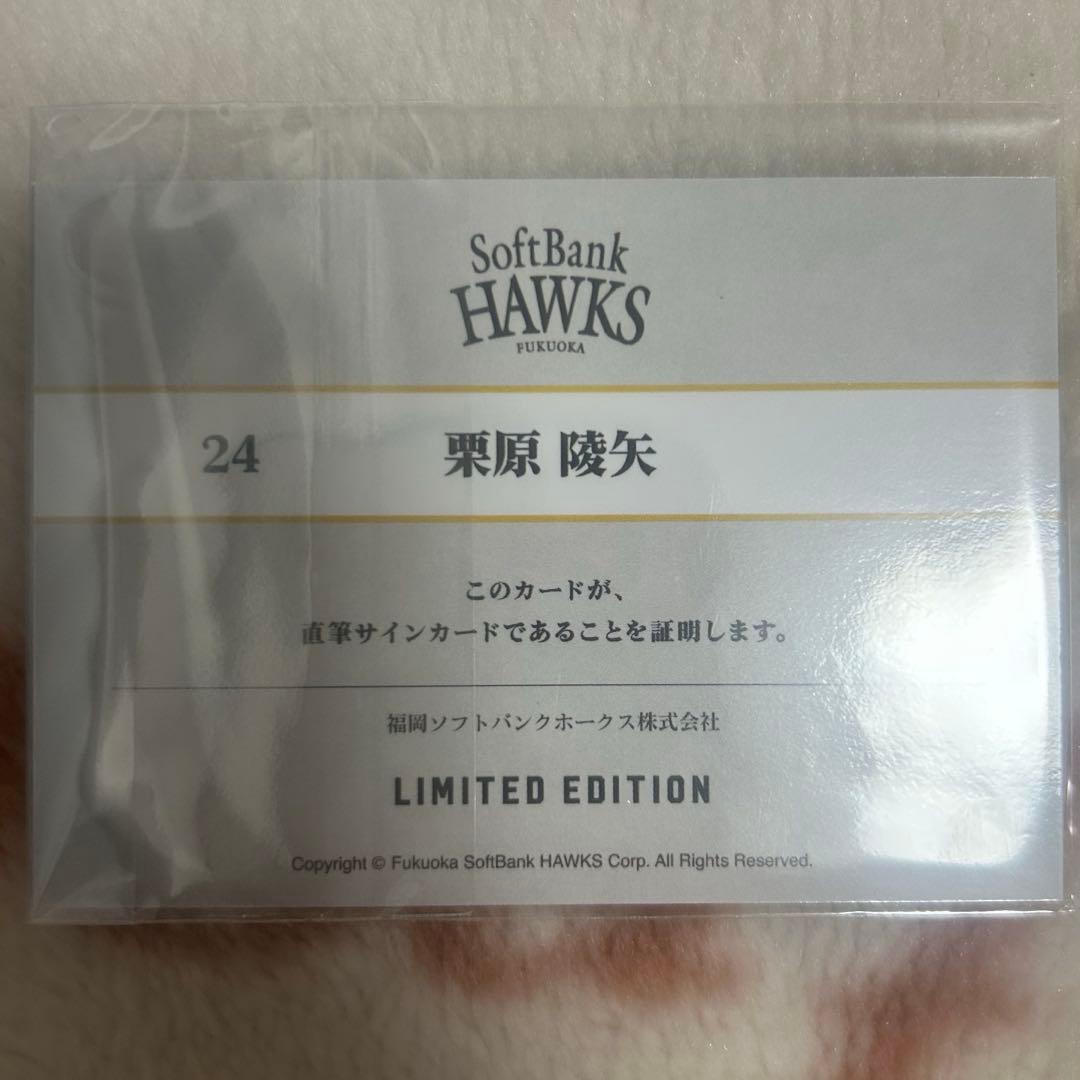 SoftBank
HAWKS
FUKUOKA
24 栗原 陵矢
このカードが、
直筆サインカードであることを証明します。
福岡ソフトバンクホークス株式会社
LIMITED EDITION
Copyright © Fukuoka SoftBank HAWKS Corp. All Rights Reserved.